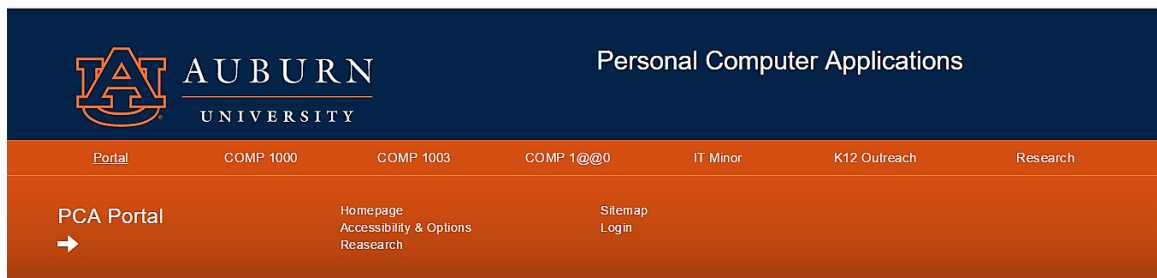 AUBURN
UNIVERSITY
Personal Computer Applications
Portal COMP 1000 COMP 1003 COMP 1@@0 IT Minor K12 Outreach Research
PCA Portal
Homepage
Accessibility & Options
Reasearch
Sitemap
Login